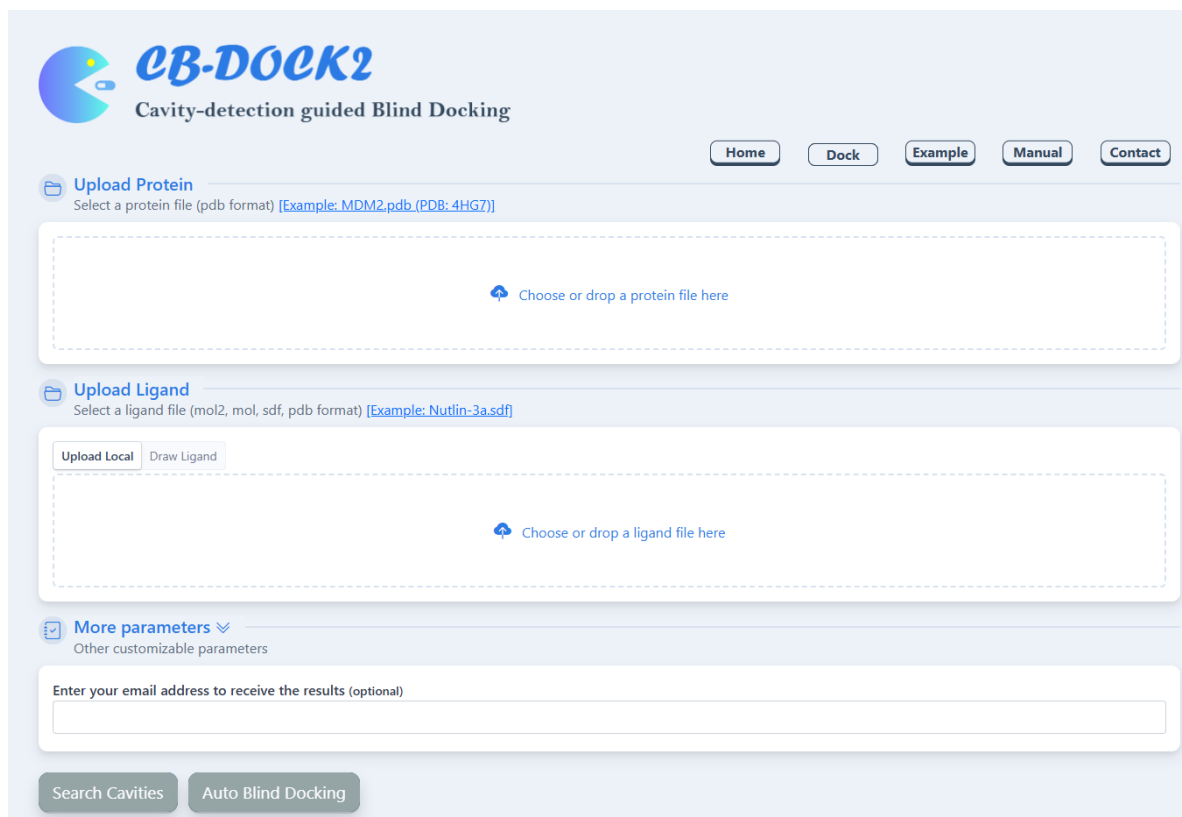 CB-DOCK2
Cavity-detection guided Blind Docking
Home Dock Example Manual Contact
Upload Protein
Select a protein file (pdb format) [Example: MDM2.pdb (PDB: 4HG7)]
Choose or drop a protein file here
Upload Ligand
Select a ligand file (mol2, mol, sdf, pdb format) [Example: Nutlin-3a.sdf]
Upload Local Draw Ligand
Choose or drop a ligand file here
More parameters
Other customizable parameters
Enter your email address to receive the results (optional)
Search Cavities Auto Blind Docking